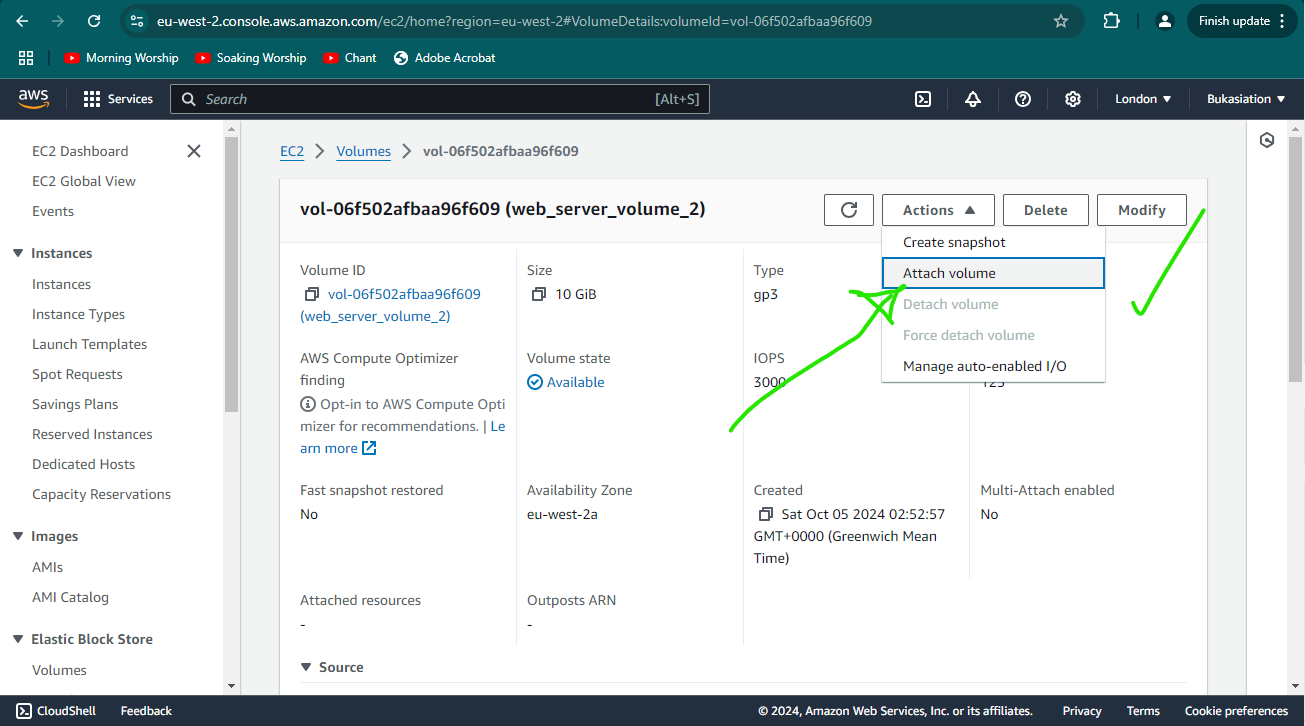 eu-west-2.console.aws.amazon.com/ec2/home?region=eu-west-2#VolumeDetails:volumeId=vol-06f502afbaa96f609
Finish update
Morning Worship
Soaking Worship
Chant
Adobe Acrobat
aws
Services
Search
[Alt+S]
London
Bukasiation
EC2 Dashboard
EC2 Global View
Events
Instances
Instances
Instance Types
Launch Templates
Spot Requests
Savings Plans
Reserved Instances
Dedicated Hosts
Capacity Reservations
Images
AMIs
AMI Catalog
Elastic Block Store
Volumes
EC2 > Volumes > vol-06f502afbaa96f609
vol-06f502afbaa96f609 (web_server_volume_2)
Actions
Delete
Modify
Create snapshot
Attach volume
Detach volume
Force detach volume
Manage auto-enabled I/O
Volume ID
vol-06f502afbaa96f609
(web_server_volume_2)
Size
10 GiB
Type
gp3
AWS Compute Optimizer
finding
Opt-in to AWS Compute Opti
mizer for recommendations. | Le
arn more
Volume state
Available
IOPS
3000
125
Fast snapshot restored
No
Availability Zone
eu-west-2a
Created
Sat Oct 05 2024 02:52:57
GMT+0000 (Greenwich Mean
Time)
Multi-Attach enabled
No
Attached resources
-
Outposts ARN
-
Source
CloudShell
Feedback
© 2024, Amazon Web Services, Inc. or its affiliates.
Privacy
Terms
Cookie preferences